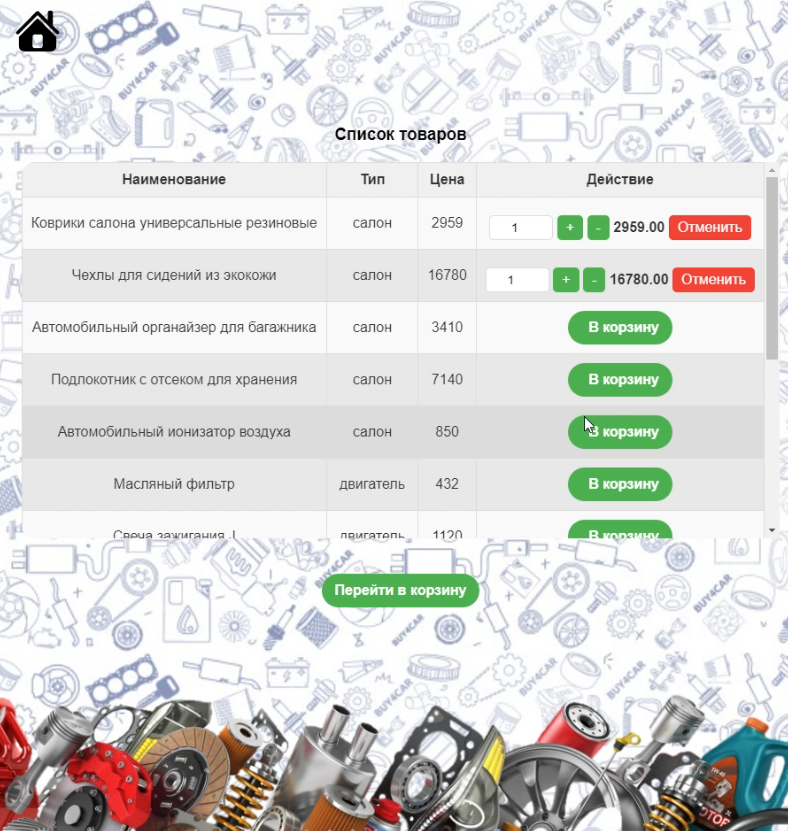 Список товаров
Наименование Тип Цена Действие
Коврики салона универсальные резиновые салон 2959 1 + - 2959.00 Отменить
Чехлы для сидений из экокожи салон 16780 1 + - 16780.00 Отменить
Автомобильный органайзер для багажника салон 3410 В корзину
Подлокотник с отсеком для хранения салон 7140 В корзину
Автомобильный ионизатор воздуха салон 850 В корзину
Масляный фильтр двигатель 432 В корзину
Свеча зажигания двигатель 1120 В корзину
Перейти в корзину
BUY4CAR